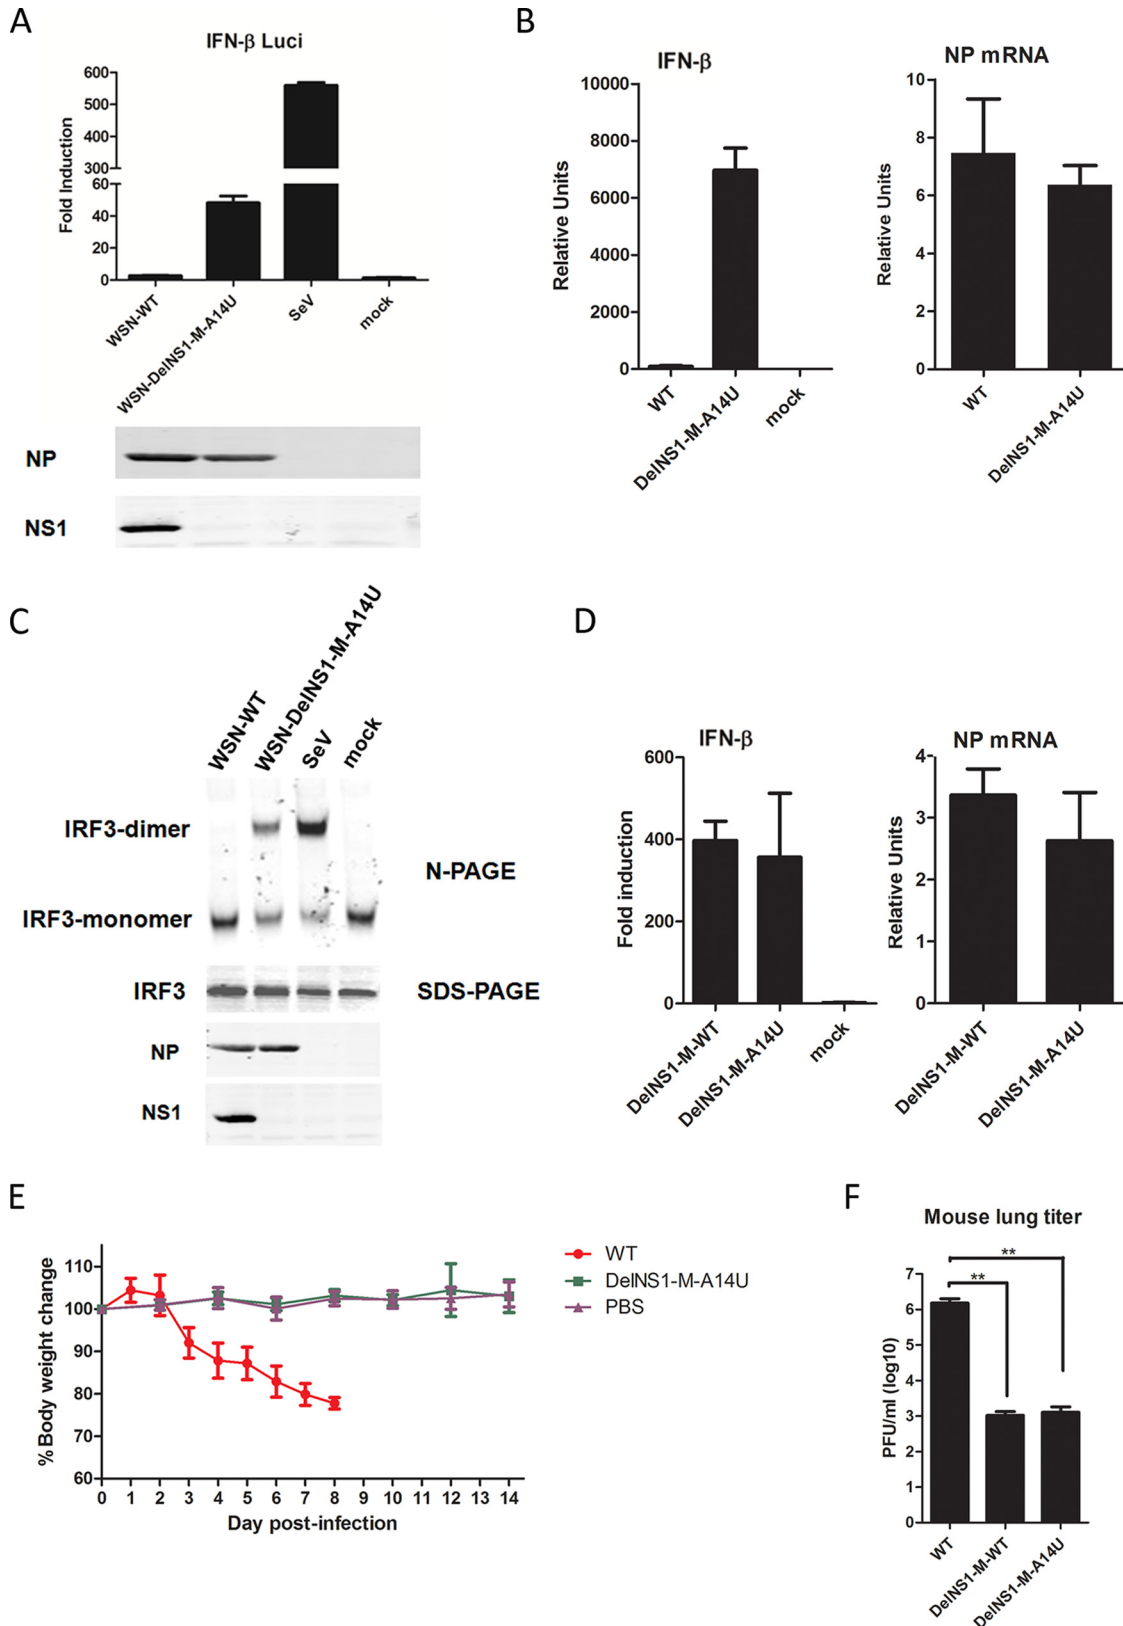 A
IFN-β Luci
Fold Induction
600
500
400
300
60
40
20
0
WSN-WT
WSN-DelNS1-M-A14U
SeV
mock
NP
NS1
B
IFN-β
Relative Units
10000
8000
6000
4000
2000
0
WT
DelNS1-M-A14U
mock
NP mRNA
Relative Units
10
8
6
4
2
0
WT
DelNS1-M-A14U
C
WSN-WT
WSN-DelNS1-M-A14U
SeV
mock
IRF3-dimer
N-PAGE
IRF3-monomer
IRF3
SDS-PAGE
NP
NS1
D
IFN-β
Fold induction
600
400
200
0
DelNS1-M-WT
DelNS1-M-A14U
mock
NP mRNA
Relative Units
4
3
2
1
0
DelNS1-M-WT
DelNS1-M-A14U
E
%Body weight change
110
100
90
80
70
60
0 1 2 3 4 5 6 7 8 9 10 11 12 13 14
Day post-infection
WT
DelNS1-M-A14U
PBS
F
Mouse lung titer
**
**
PFU/ml (log10)
7
6
5
4
3
2
1
0
WT
DelNS1-M-WT
DelNS1-M-A14U